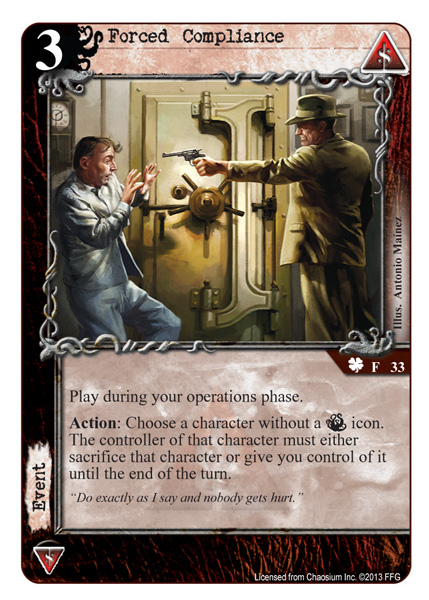 3
Forced Compliance
Illus. Antonio Mainez
F 33
Play during your operations phase.
Action: Choose a character without a icon.
The controller of that character must either
sacrifice that character or give you control of it
until the end of the turn.
“Do exactly as I say and nobody gets hurt.”
Event
Licensed from Chaosium Inc. ©2013 FFG